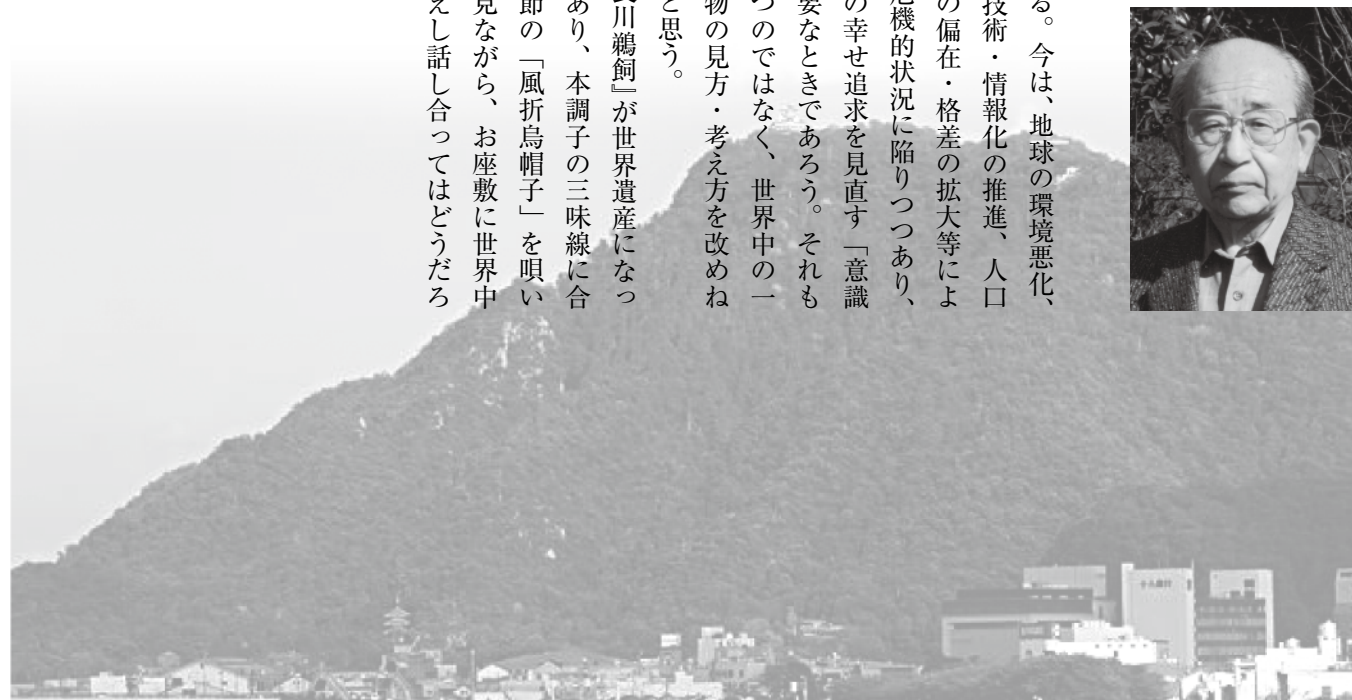 る。今は、地球の環境悪化、
技術・情報化の推進、人口
の偏在・格差の拡大等によ
危機的状況に陥りつつあり、
の幸せ追求を見直す「意識
要なときであろう。それも
つのではなく、世界中の一
物の見方・考え方を改めね
と思う。
良川鵜飼』が世界遺産になっ
あり、本調子の三味線に合
節の「風折烏帽子」を唄い
見ながら、お座敷に世界中
えし話し合ってはどうだろ